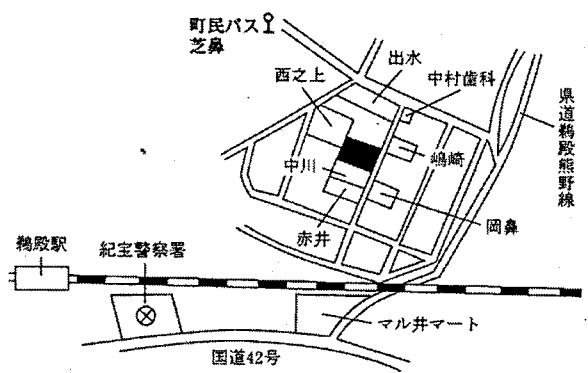 町民バス
芝鼻
出水
西之上
中村歯科
県道鵜殿熊野線
嶋崎
中川
岡鼻
赤井
鵜殿駅
紀宝警察署
マル井マート
国道42号